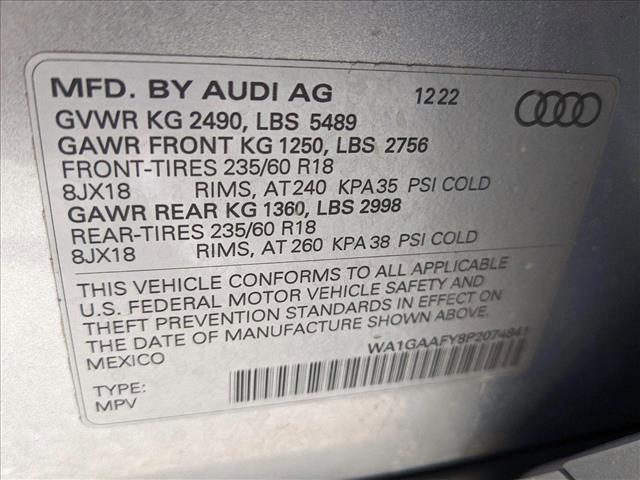 MFD. BY AUDI AG 1222
GVWR KG 2490, LBS 5489
GAWR FRONT KG 1250, LBS 2756
FRONT-TIRES 235/60 R18
8JX18 RIMS, AT 240 KPA 35 PSI COLD
GAWR REAR KG 1360, LBS 2998
REAR-TIRES 235/60 R18
8JX18 RIMS, AT 260 KPA 38 PSI COLD
THIS VEHICLE CONFORMS TO ALL APPLICABLE
U.S. FEDERAL MOTOR VEHICLE SAFETY AND
THEFT PREVENTION STANDARDS IN EFFECT ON
THE DATE OF MANUFACTURE SHOWN ABOVE.
MEXICO WA1GAAFY8P2074841
TYPE:
MPV